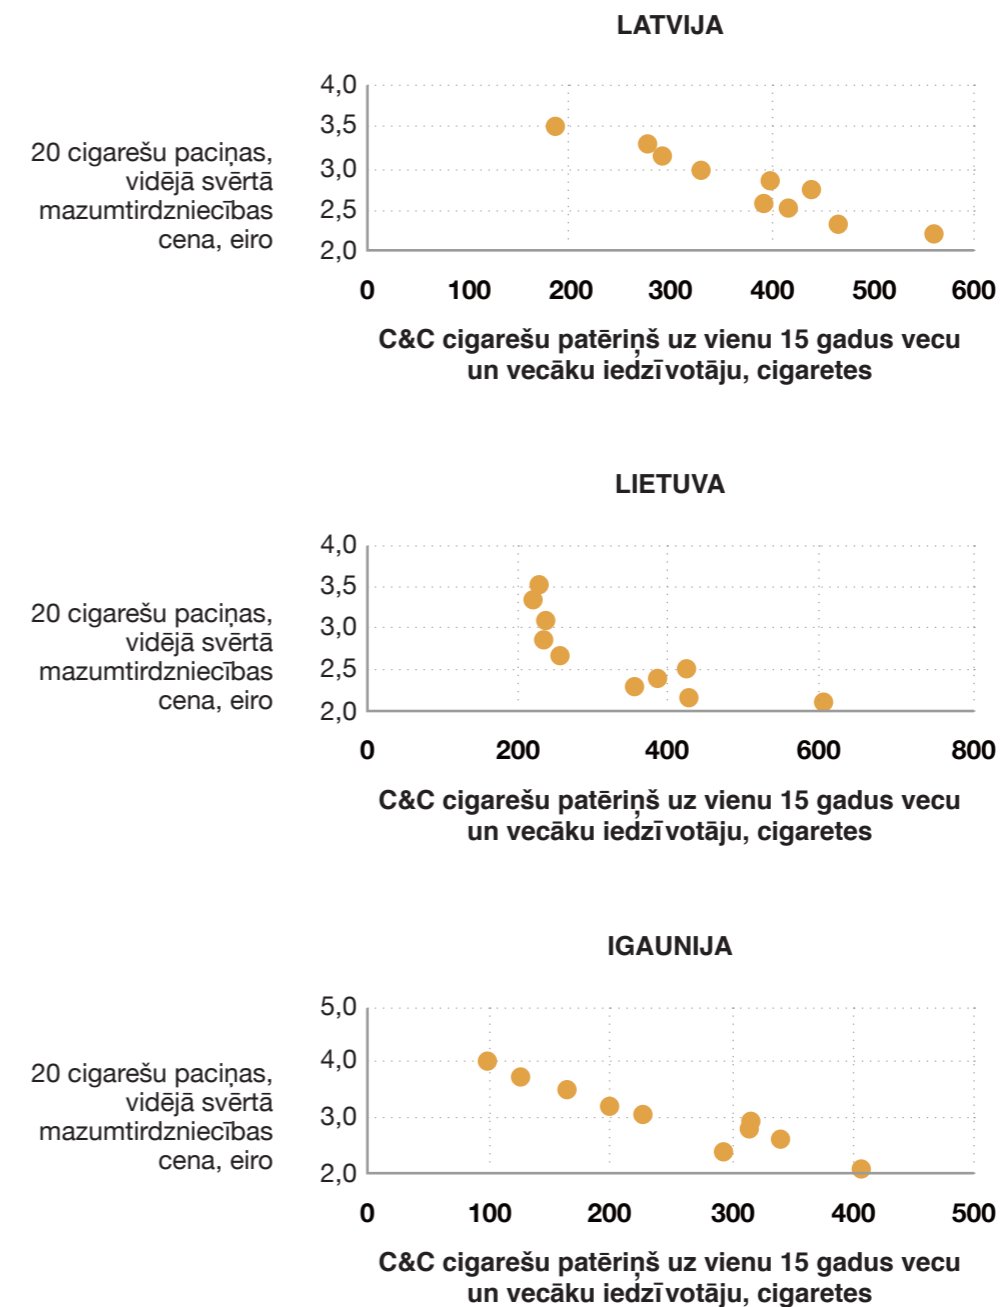 LATVIJA
20 cigarešu paciņas,
vidējā svērtā
mazumtirdzniecības
cena, eiro
4,0
3,5
3,0
2,5
2,0
0 100 200 300 400 500 600
C&C cigarešu patēriņš uz vienu 15 gadus vecu
un vecāku iedzīvotāju, cigaretes
LIETUVA
20 cigarešu paciņas,
vidējā svērtā
mazumtirdzniecības
cena, eiro
4,0
3,5
3,0
2,5
2,0
0 200 400 600 800
C&C cigarešu patēriņš uz vienu 15 gadus vecu
un vecāku iedzīvotāju, cigaretes
IGAUNIJA
20 cigarešu paciņas,
vidējā svērtā
mazumtirdzniecības
cena, eiro
5,0
4,0
3,0
2,0
0 100 200 300 400 500
C&C cigarešu patēriņš uz vienu 15 gadus vecu
un vecāku iedzīvotāju, cigaretes